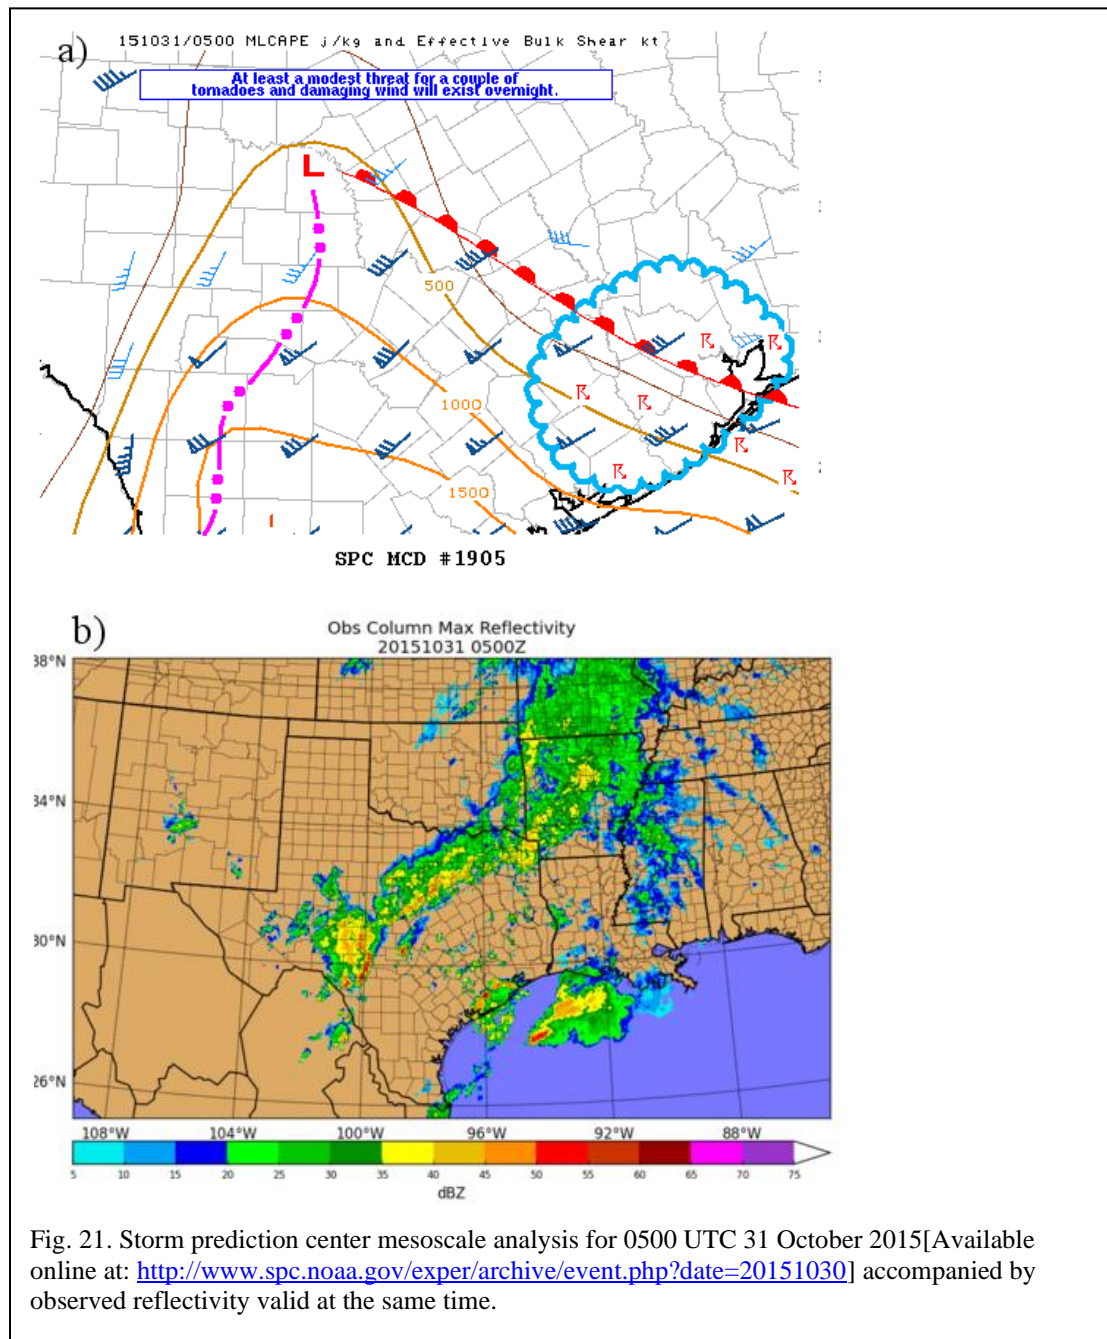 a)
151031/0500 MLCAPE j/kg and Effective Bulk Shear kt
At least a modest threat for a couple of
tornadoes and damaging wind will exist overnight.
L
500
1000
1500
SPC MCD #1905
b)
Obs Column Max Reflectivity
20151031 0500Z
38°N
34°N
30°N
26°N
108°W 104°W 100°W 96°W 92°W 88°W
5 10 15 20 25 30 35 40 45 50 55 60 65 70 75
dBZ
Fig. 21. Storm prediction center mesoscale analysis for 0500 UTC 31 October 2015[Available
online at: http://www.spc.noaa.gov/exper/archive/event.php?date=20151030] accompanied by
observed reflectivity valid at the same time.